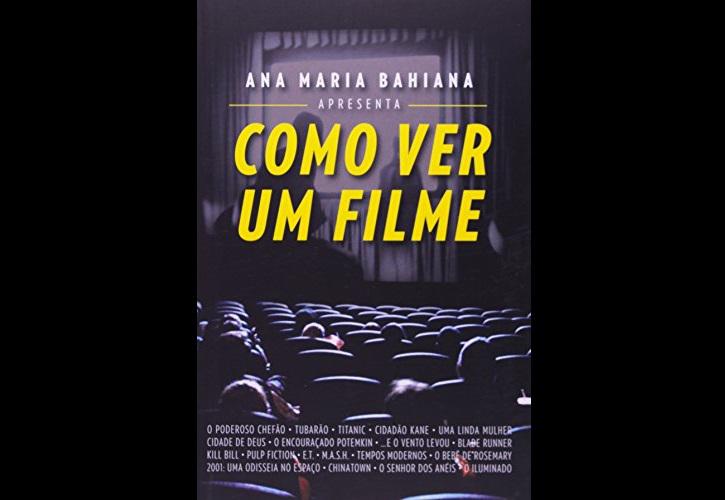 ANA MARIA BAHIANA
APRESENTA
COMO VER
UM FILME
O PODEROSO CHEFÃO • TUBARÃO • TITANIC • CIDADÃO KANE • UMA LINDA MULHER
CIDADE DE DEUS • O ENCOURAÇADO POTEMKIN • ...E O VENTO LEVOU • BLADE RUNNER
KILL BILL • PULP FICTION • E.T. • M.A.S.H. • TEMPOS MODERNOS • O BEBÊ DE ROSEMARY
2001: UMA ODISSEIA NO ESPAÇO • CHINATOWN • O SENHOR DOS ANÉIS • O ILUMINADO